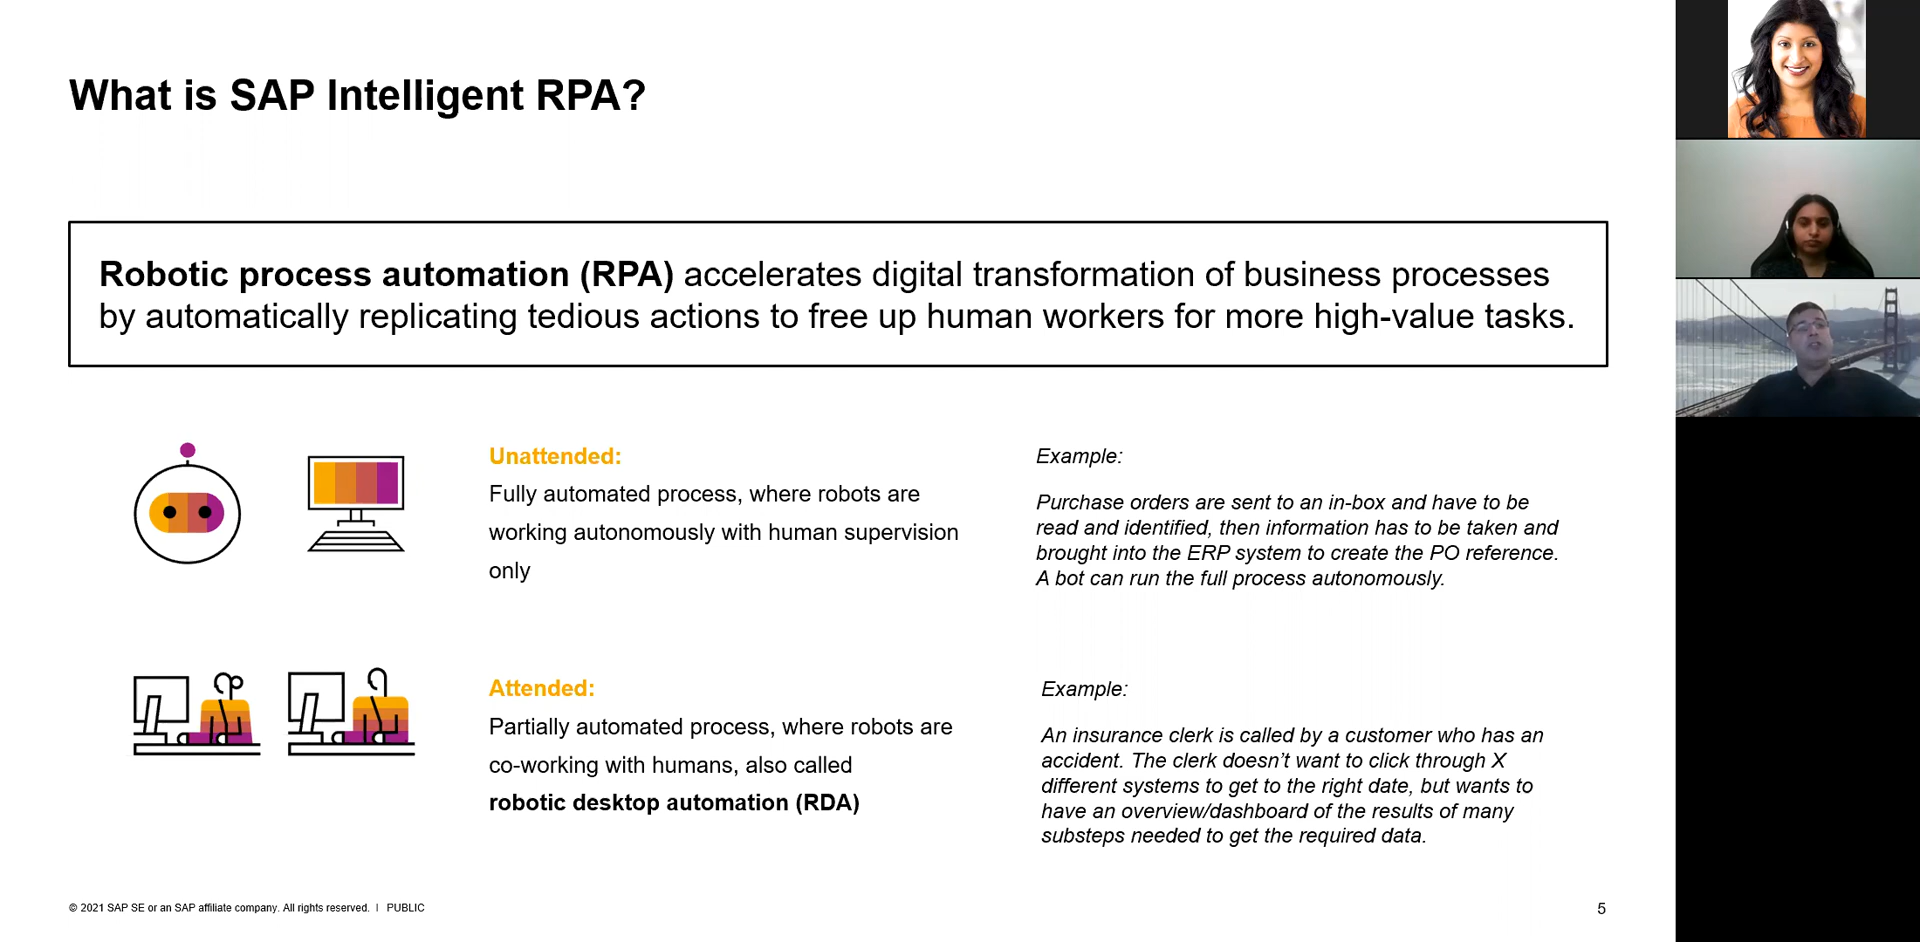 What is SAP Intelligent RPA?
Robotic process automation (RPA) accelerates digital transformation of business processes
by automatically replicating tedious actions to free up human workers for more high-value tasks.
Unattended:
Fully automated process, where robots are
working autonomously with human supervision
only
Example:
Purchase orders are sent to an in-box and have to be
read and identified, then information has to be taken and
brought into the ERP system to create the PO reference.
A bot can run the full process autonomously.
Attended:
Partially automated process, where robots are
co-working with humans, also called
robotic desktop automation (RDA)
Example:
An insurance clerk is called by a customer who has an
accident. The clerk doesn’t want to click through X
different systems to get to the right date, but wants to
have an overview/dashboard of the results of many
substeps needed to get the required data.
© 2021 SAP SE or an SAP affiliate company. All rights reserved. | PUBLIC
5